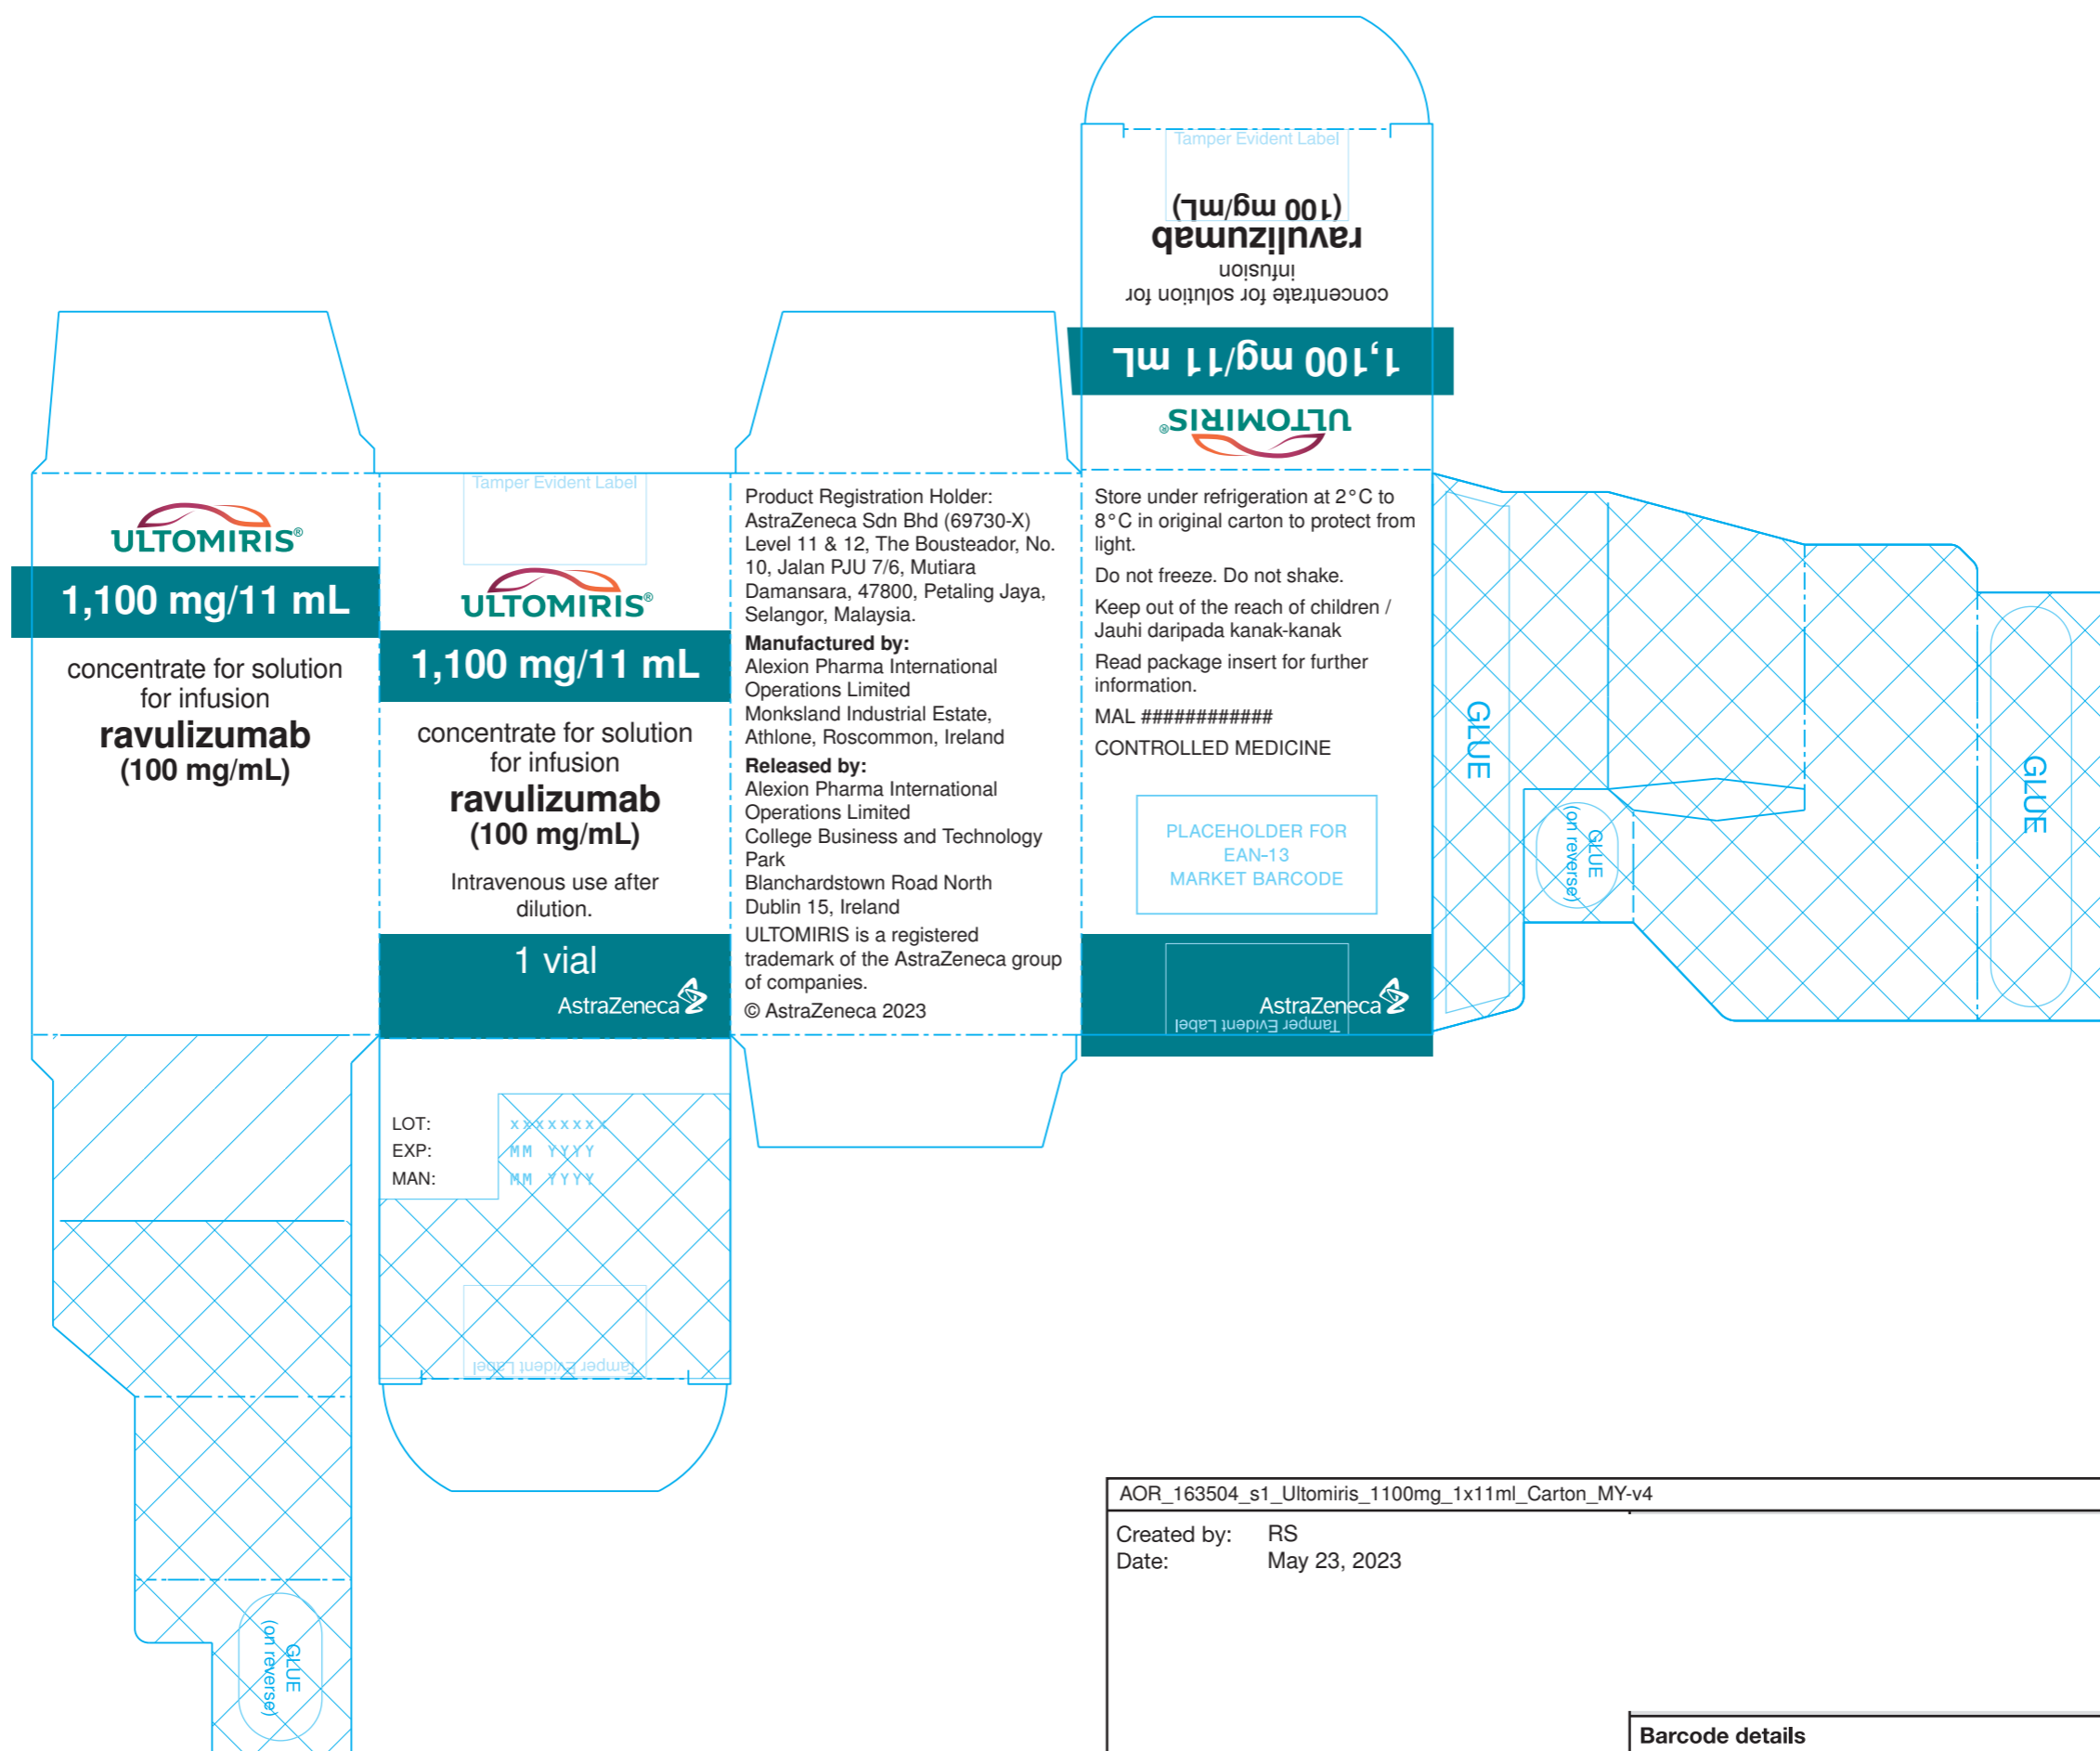 Tamper Evident Label
(100 mg/mL)
ravulizumab
infusion
concentrate for solution for
1,100 mg/11 mL
ULTOMIRIS®
ULTOMIRIS®
1,100 mg/11 mL
concentrate for solution
for infusion
ravulizumab
(100 mg/mL)
Tamper Evident Label
ULTOMIRIS®
1,100 mg/11 mL
concentrate for solution
for infusion
ravulizumab
(100 mg/mL)
Intravenous use after
dilution.
1 vial
AstraZeneca
LOT: xxxxxxxx
EXP: MM YYYY
MAN: MM YYYY
Tamper Evident Label
Product Registration Holder:
AstraZeneca Sdn Bhd (69730-X)
Level 11 & 12, The Bousteador, No.
10, Jalan PJU 7/6, Mutiara
Damansara, 47800, Petaling Jaya,
Selangor, Malaysia.
Manufactured by:
Alexion Pharma International
Operations Limited
Monksland Industrial Estate,
Athlone, Roscommon, Ireland
Released by:
Alexion Pharma International
Operations Limited
College Business and Technology
Park
Blanchardstown Road North
Dublin 15, Ireland
ULTOMIRIS is a registered
trademark of the AstraZeneca group
of companies.
© AstraZeneca 2023
Store under refrigeration at 2°C to
8°C in original carton to protect from
light.
Do not freeze. Do not shake.
Keep out of the reach of children /
Jauhi daripada kanak-kanak
Read package insert for further
information.
MAL ############
CONTROLLED MEDICINE
PLACEHOLDER FOR
EAN-13
MARKET BARCODE
AstraZeneca
Tamper Evident Label
GLUE
GLUE
(on reverse)
GLUE
GLUE
(on reverse)
AOR_163504_s1_Ultomiris_1100mg_1x11ml_Carton_MY-v4
Created by: RS
Date: May 23, 2023
Barcode details